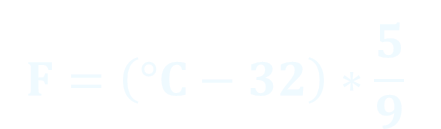 F = (°C − 32) * 5/9